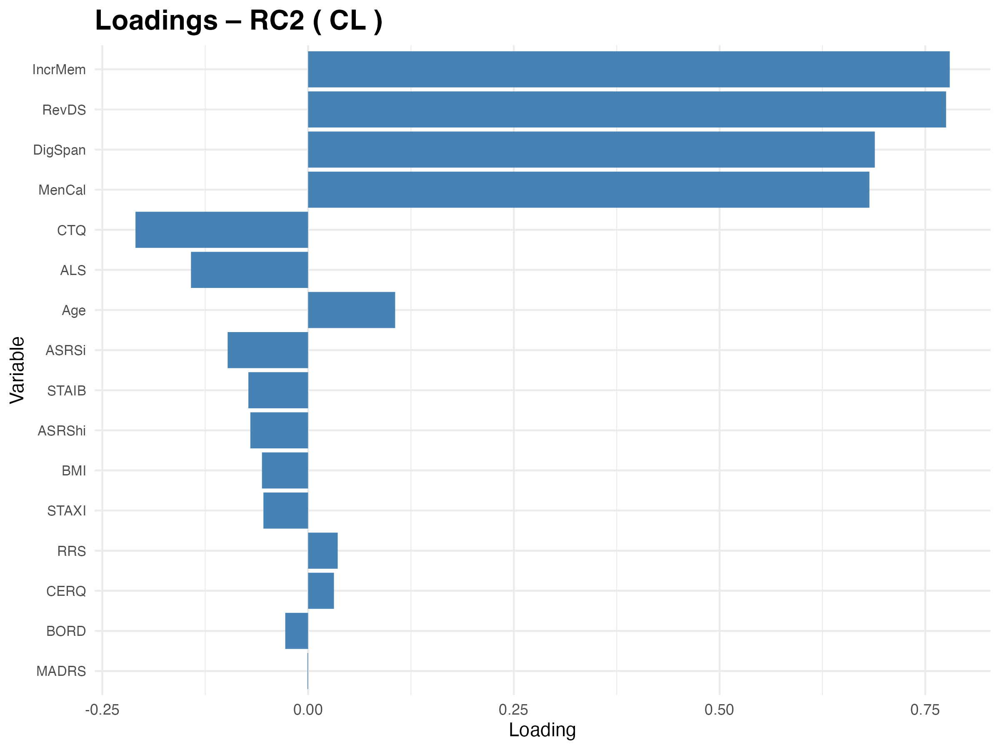 Loadings – RC2 ( CL )
IncrMem
RevDS
DigSpan
MenCal
CTQ
ALS
Age
ASRSi
STAIB
ASRShi
BMI
STAXI
RRS
CERQ
BORD
MADRS
Variable
-0.25 0.00 0.25 0.50 0.75
Loading